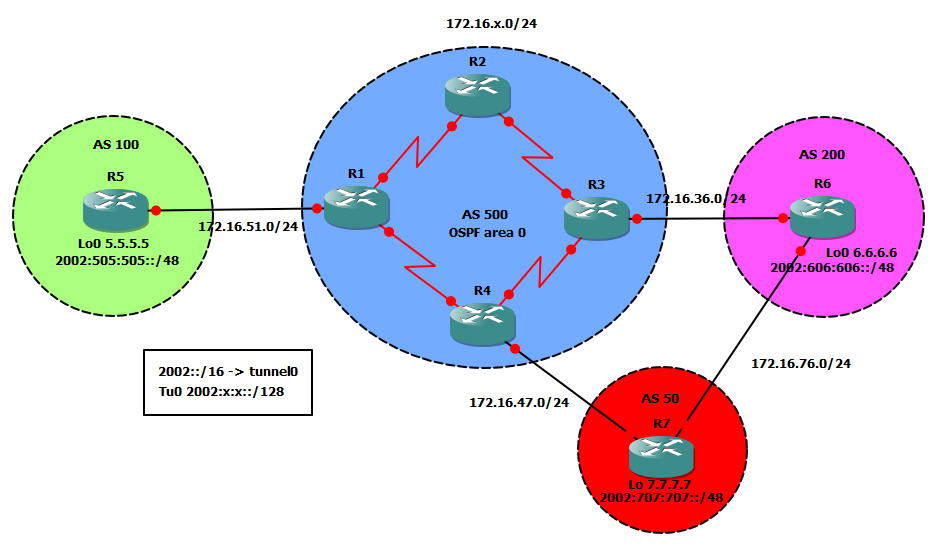 172.16.x.0/24
R2
AS 100
R5
Lo0 5.5.5.5
2002:505:505::/48
172.16.51.0/24
R1
AS 500
OSPF area 0
R3
R4
172.16.36.0/24
AS 200
R6
Lo0 6.6.6.6
2002:606:606::/48
2002::/16 -> tunnel0
Tu0 2002:x:x::/128
172.16.47.0/24
172.16.76.0/24
AS 50
R7
Lo 7.7.7.7
2002:707:707::/48